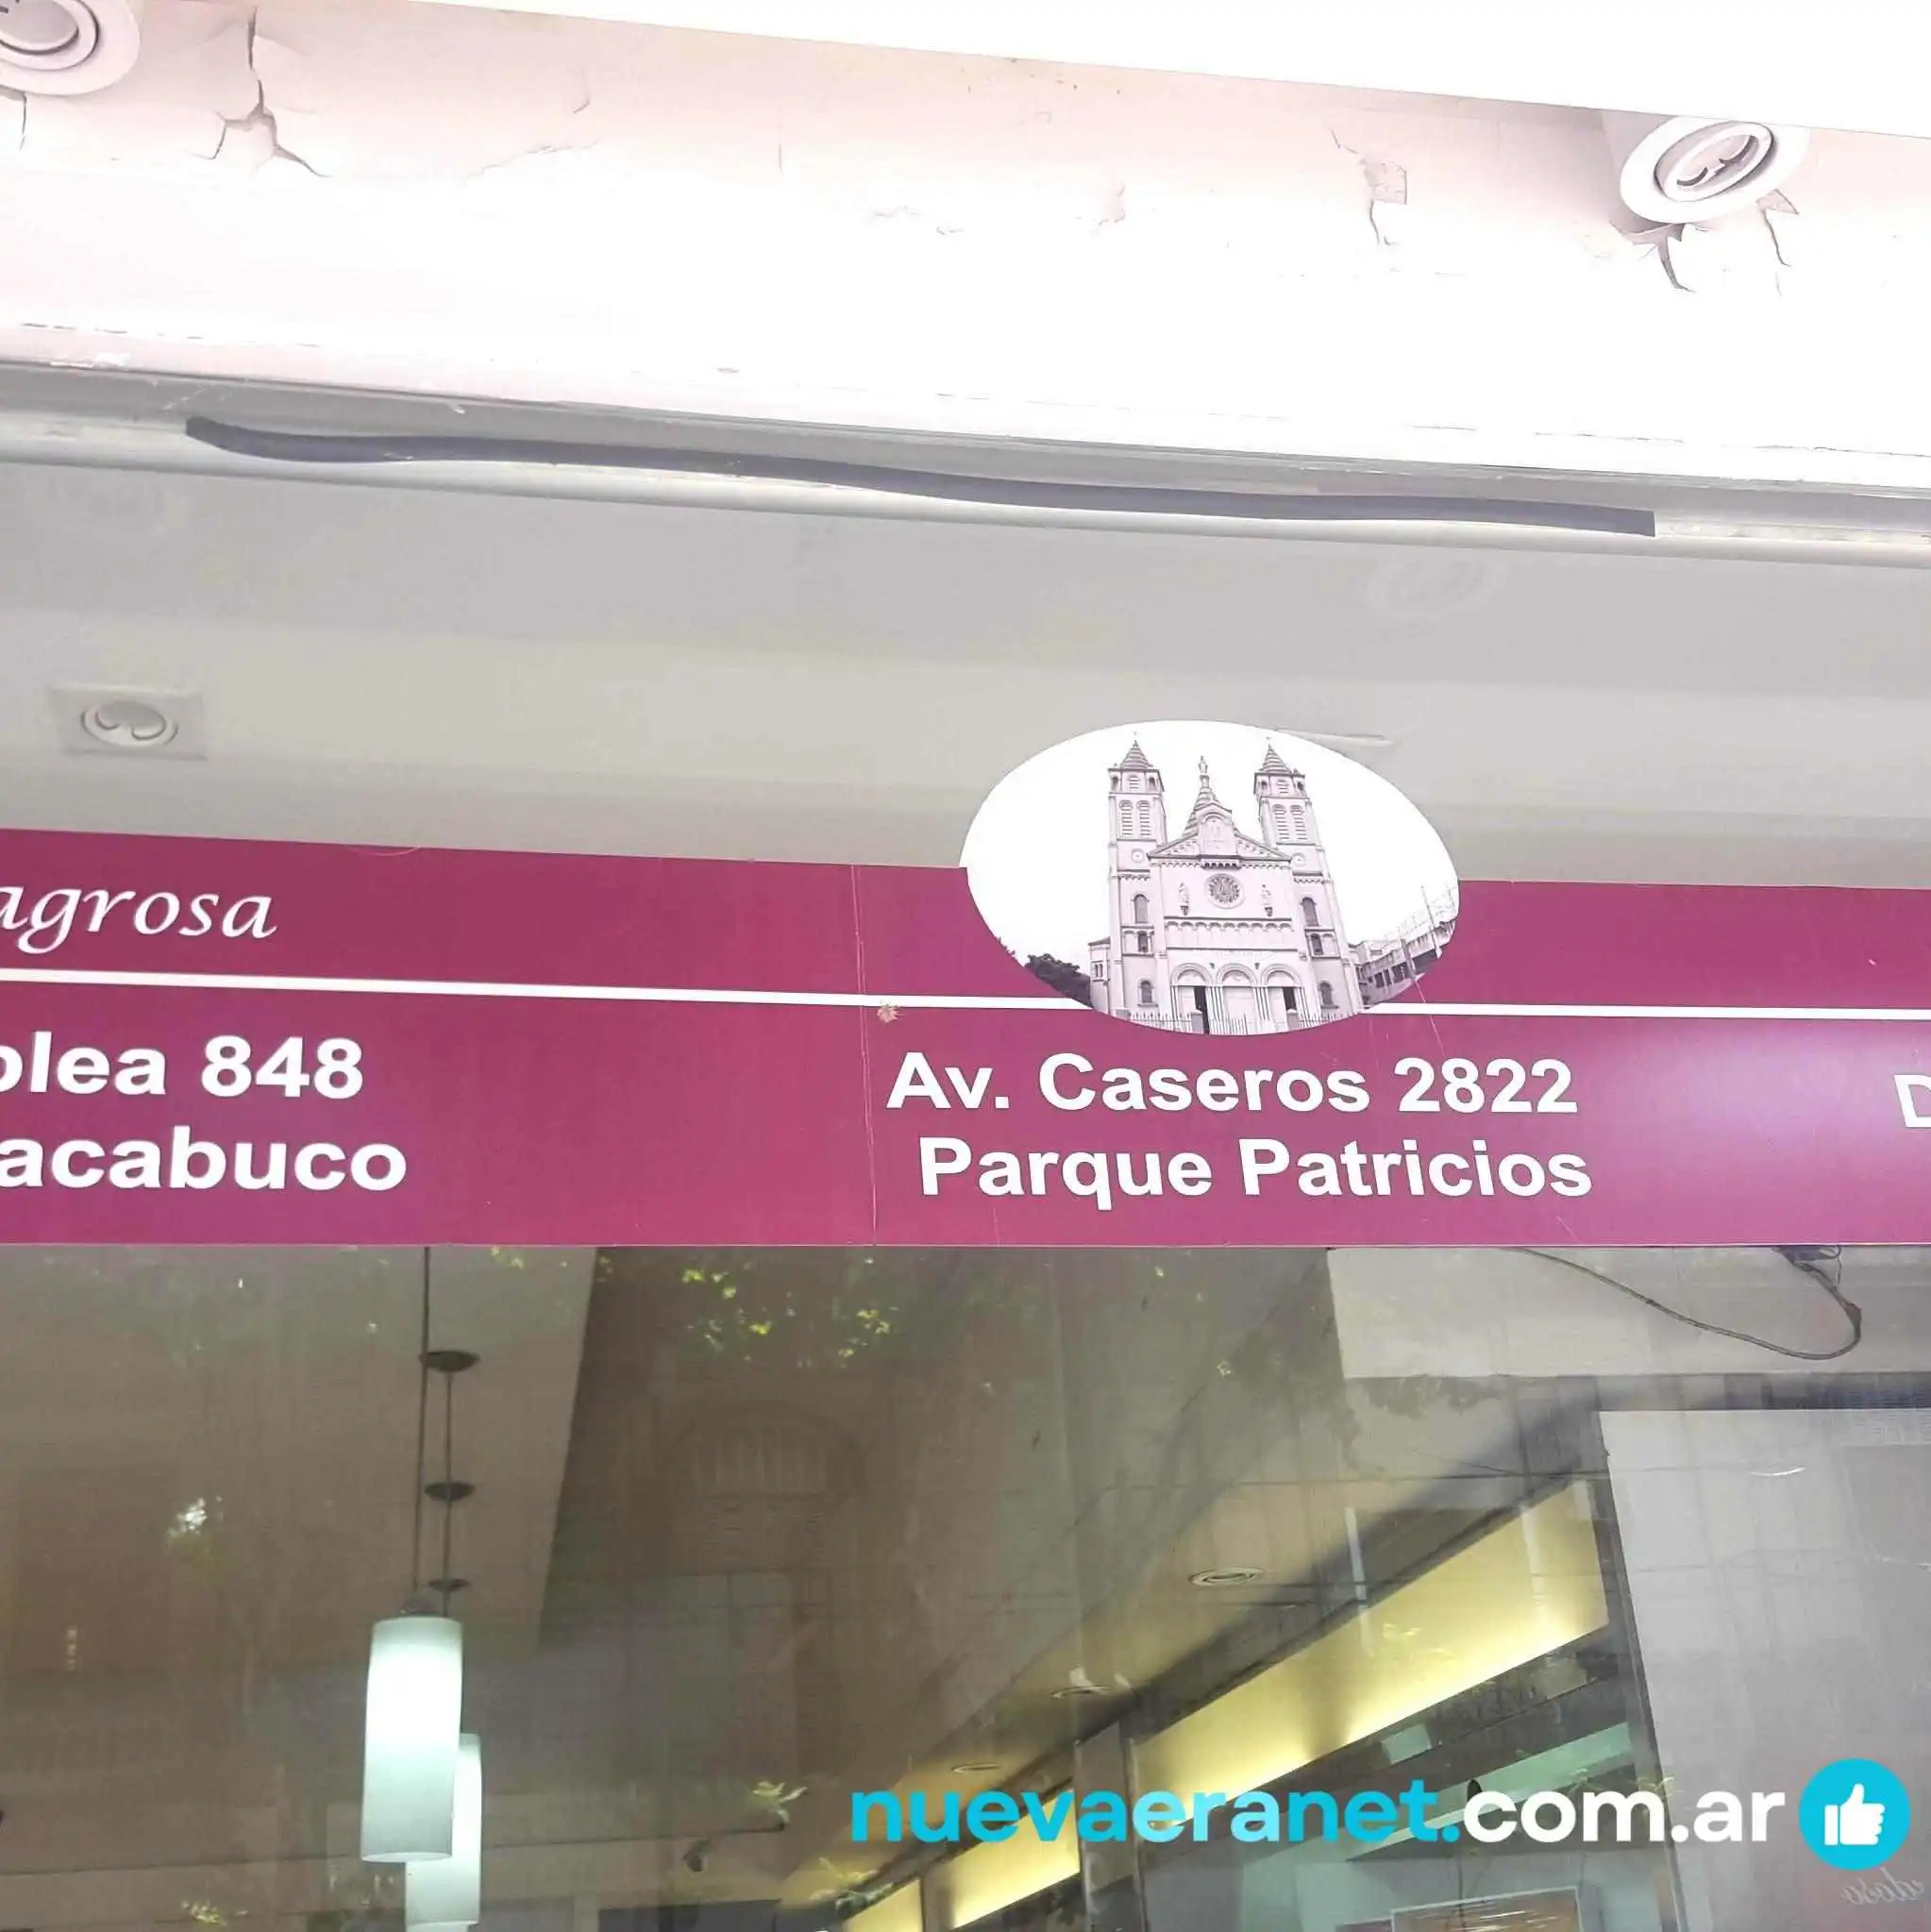 agrosa
olea 848
acabuco
Av. Caseros 2822
Parque Patricios
D
nuevaeranet.com.ar